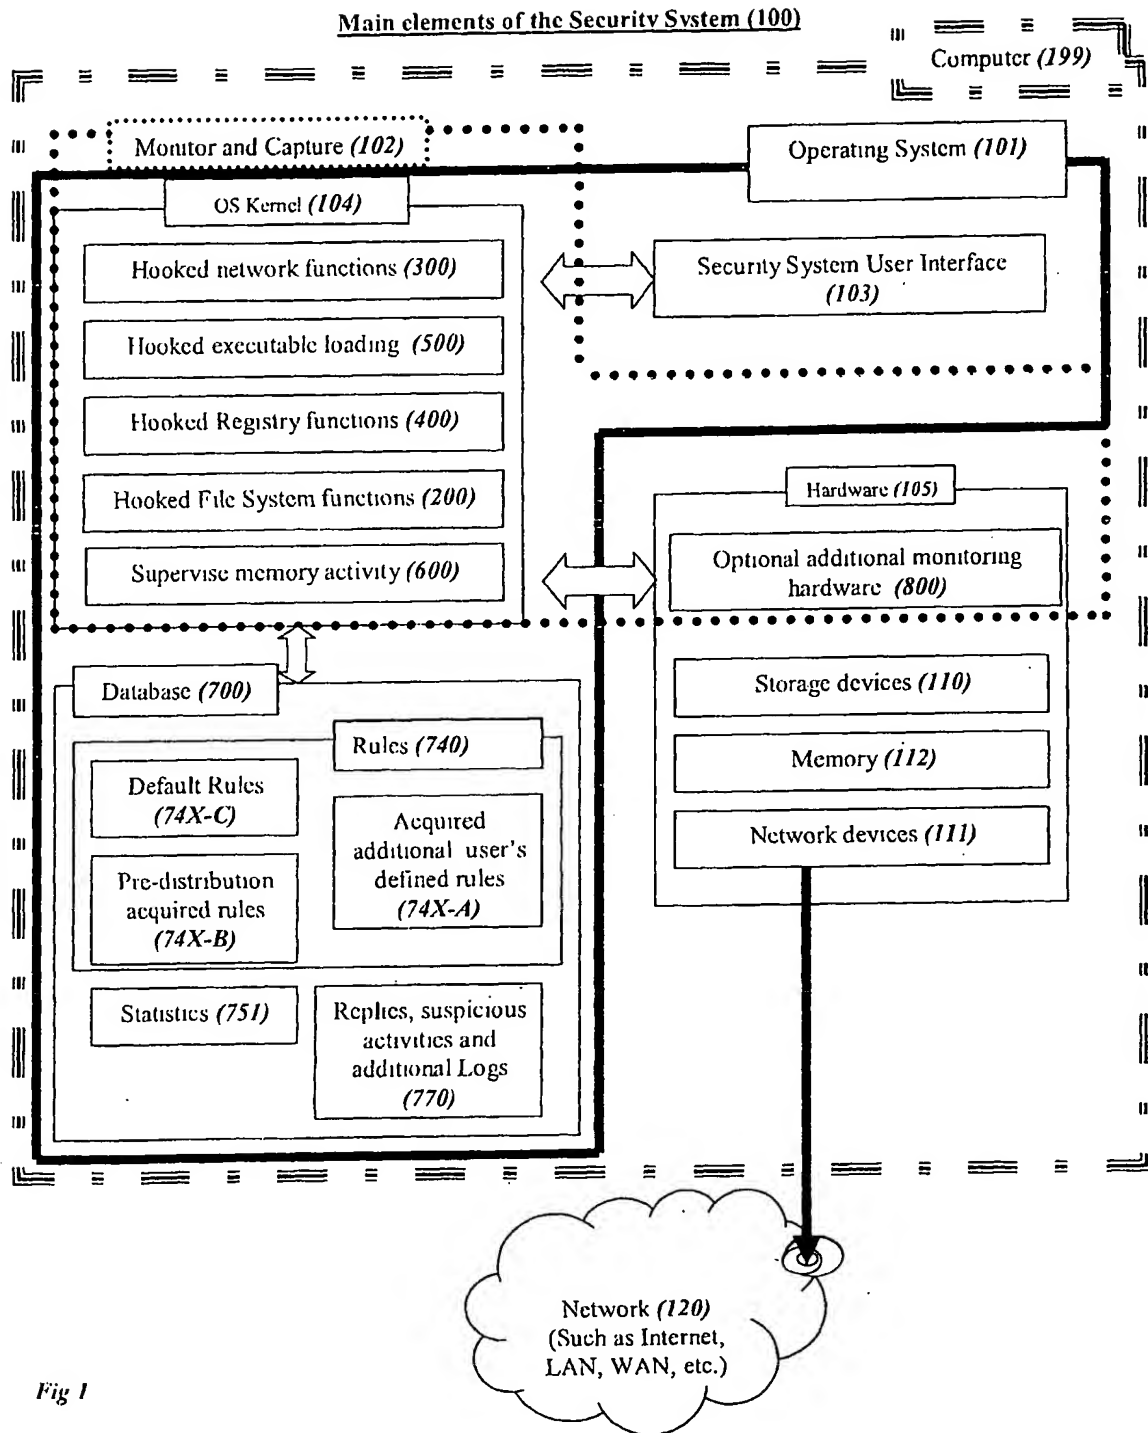 Main elements of the Security System (100)
Computer (199)
Monitor and Capture (102)
Operating System (101)
OS Kernel (104)
Hooked network functions (300)
Security System User Interface
(103)
Hooked executable loading (500)
Hooked Registry functions (400)
Hooked File System functions (200)
Supervise memory activity (600)
Hardware (105)
Optional additional monitoring
hardware (800)
Storage devices (110)
Memory (112)
Network devices (111)
Database (700)
Rules (740)
Default Rules
(74X-C)
Pre-distribution
acquired rules
(74X-B)
Acquired
additional user's
defined rules
(74X-A)
Statistics (751)
Replies, suspicious
activities and
additional Logs
(770)
Network (120)
(Such as Internet,
LAN, WAN, etc.)
Fig 1